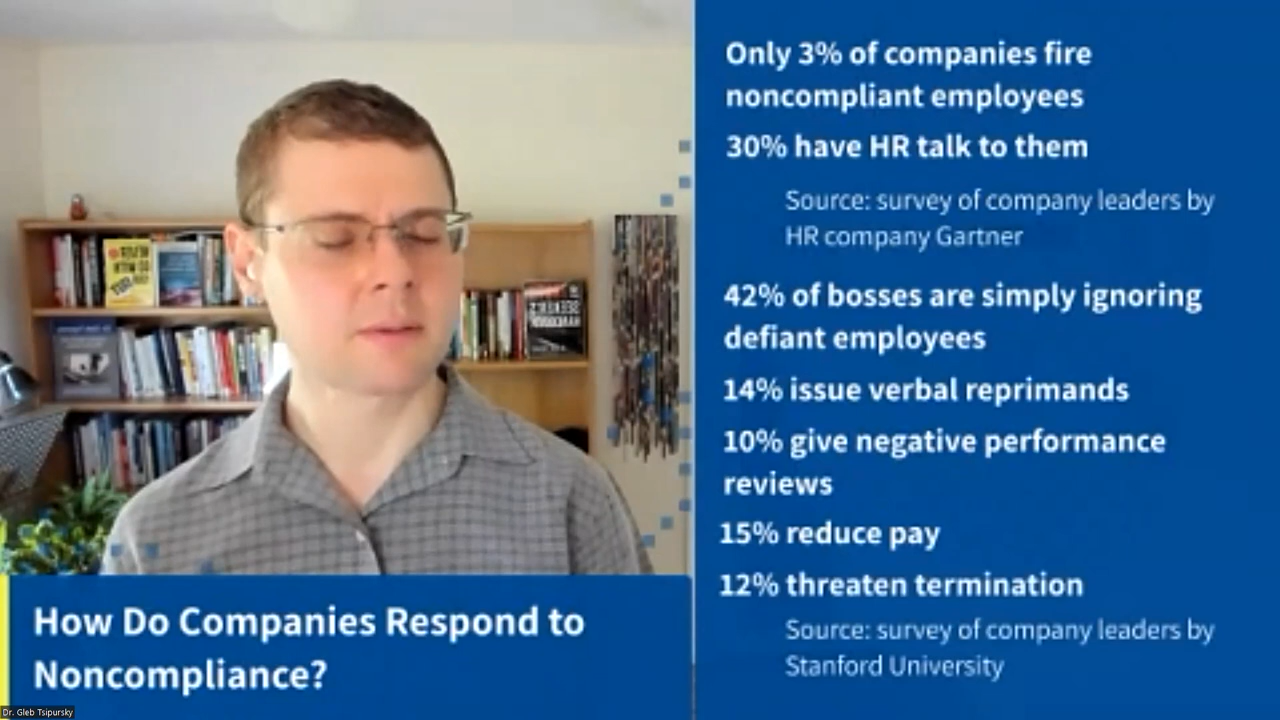 Only 3% of companies fire
noncompliant employees
30% have HR talk to them
Source: survey of company leaders by
HR company Gartner
42% of bosses are simply ignoring
defiant employees
14% issue verbal reprimands
10% give negative performance
reviews
15% reduce pay
12% threaten termination
Source: survey of company leaders by
Stanford University
How Do Companies Respond to
Noncompliance?
Dr. Gleb Tsipursky